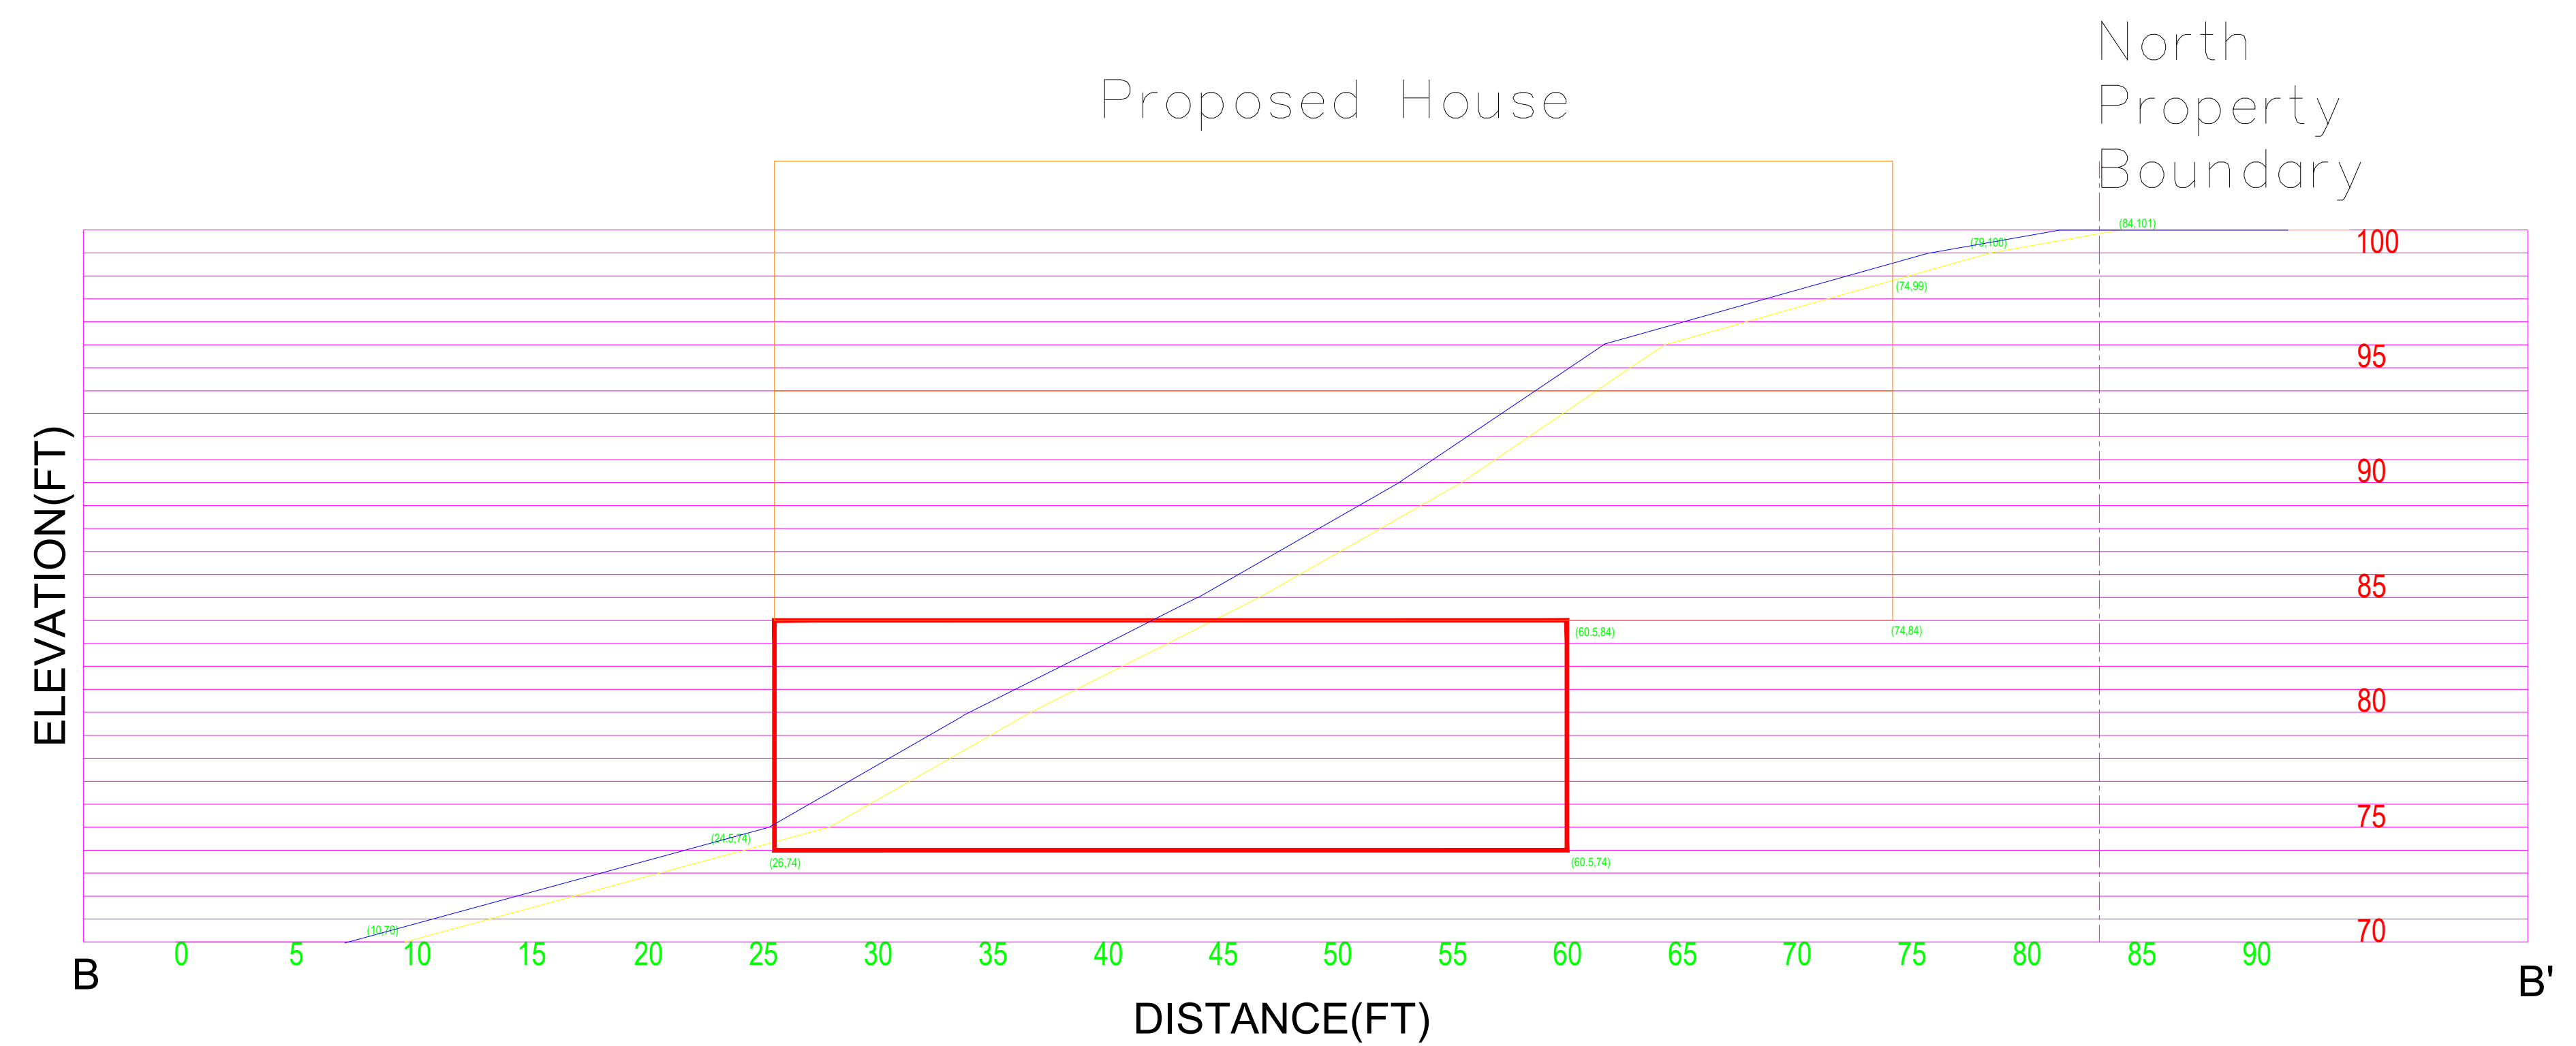 North
Property
Boundary
Proposed House
(84,101)
100
(79,100)
(74,99)
95
90
85
(60.5,84)
(74,84)
80
75
(24.5,74)
(26,74)
(60.5,74)
(10,70)
70
ELEVATION(FT)
0 5 10 15 20 25 30 35 40 45 50 55 60 65 70 75 80 85 90
B
B'
DISTANCE(FT)